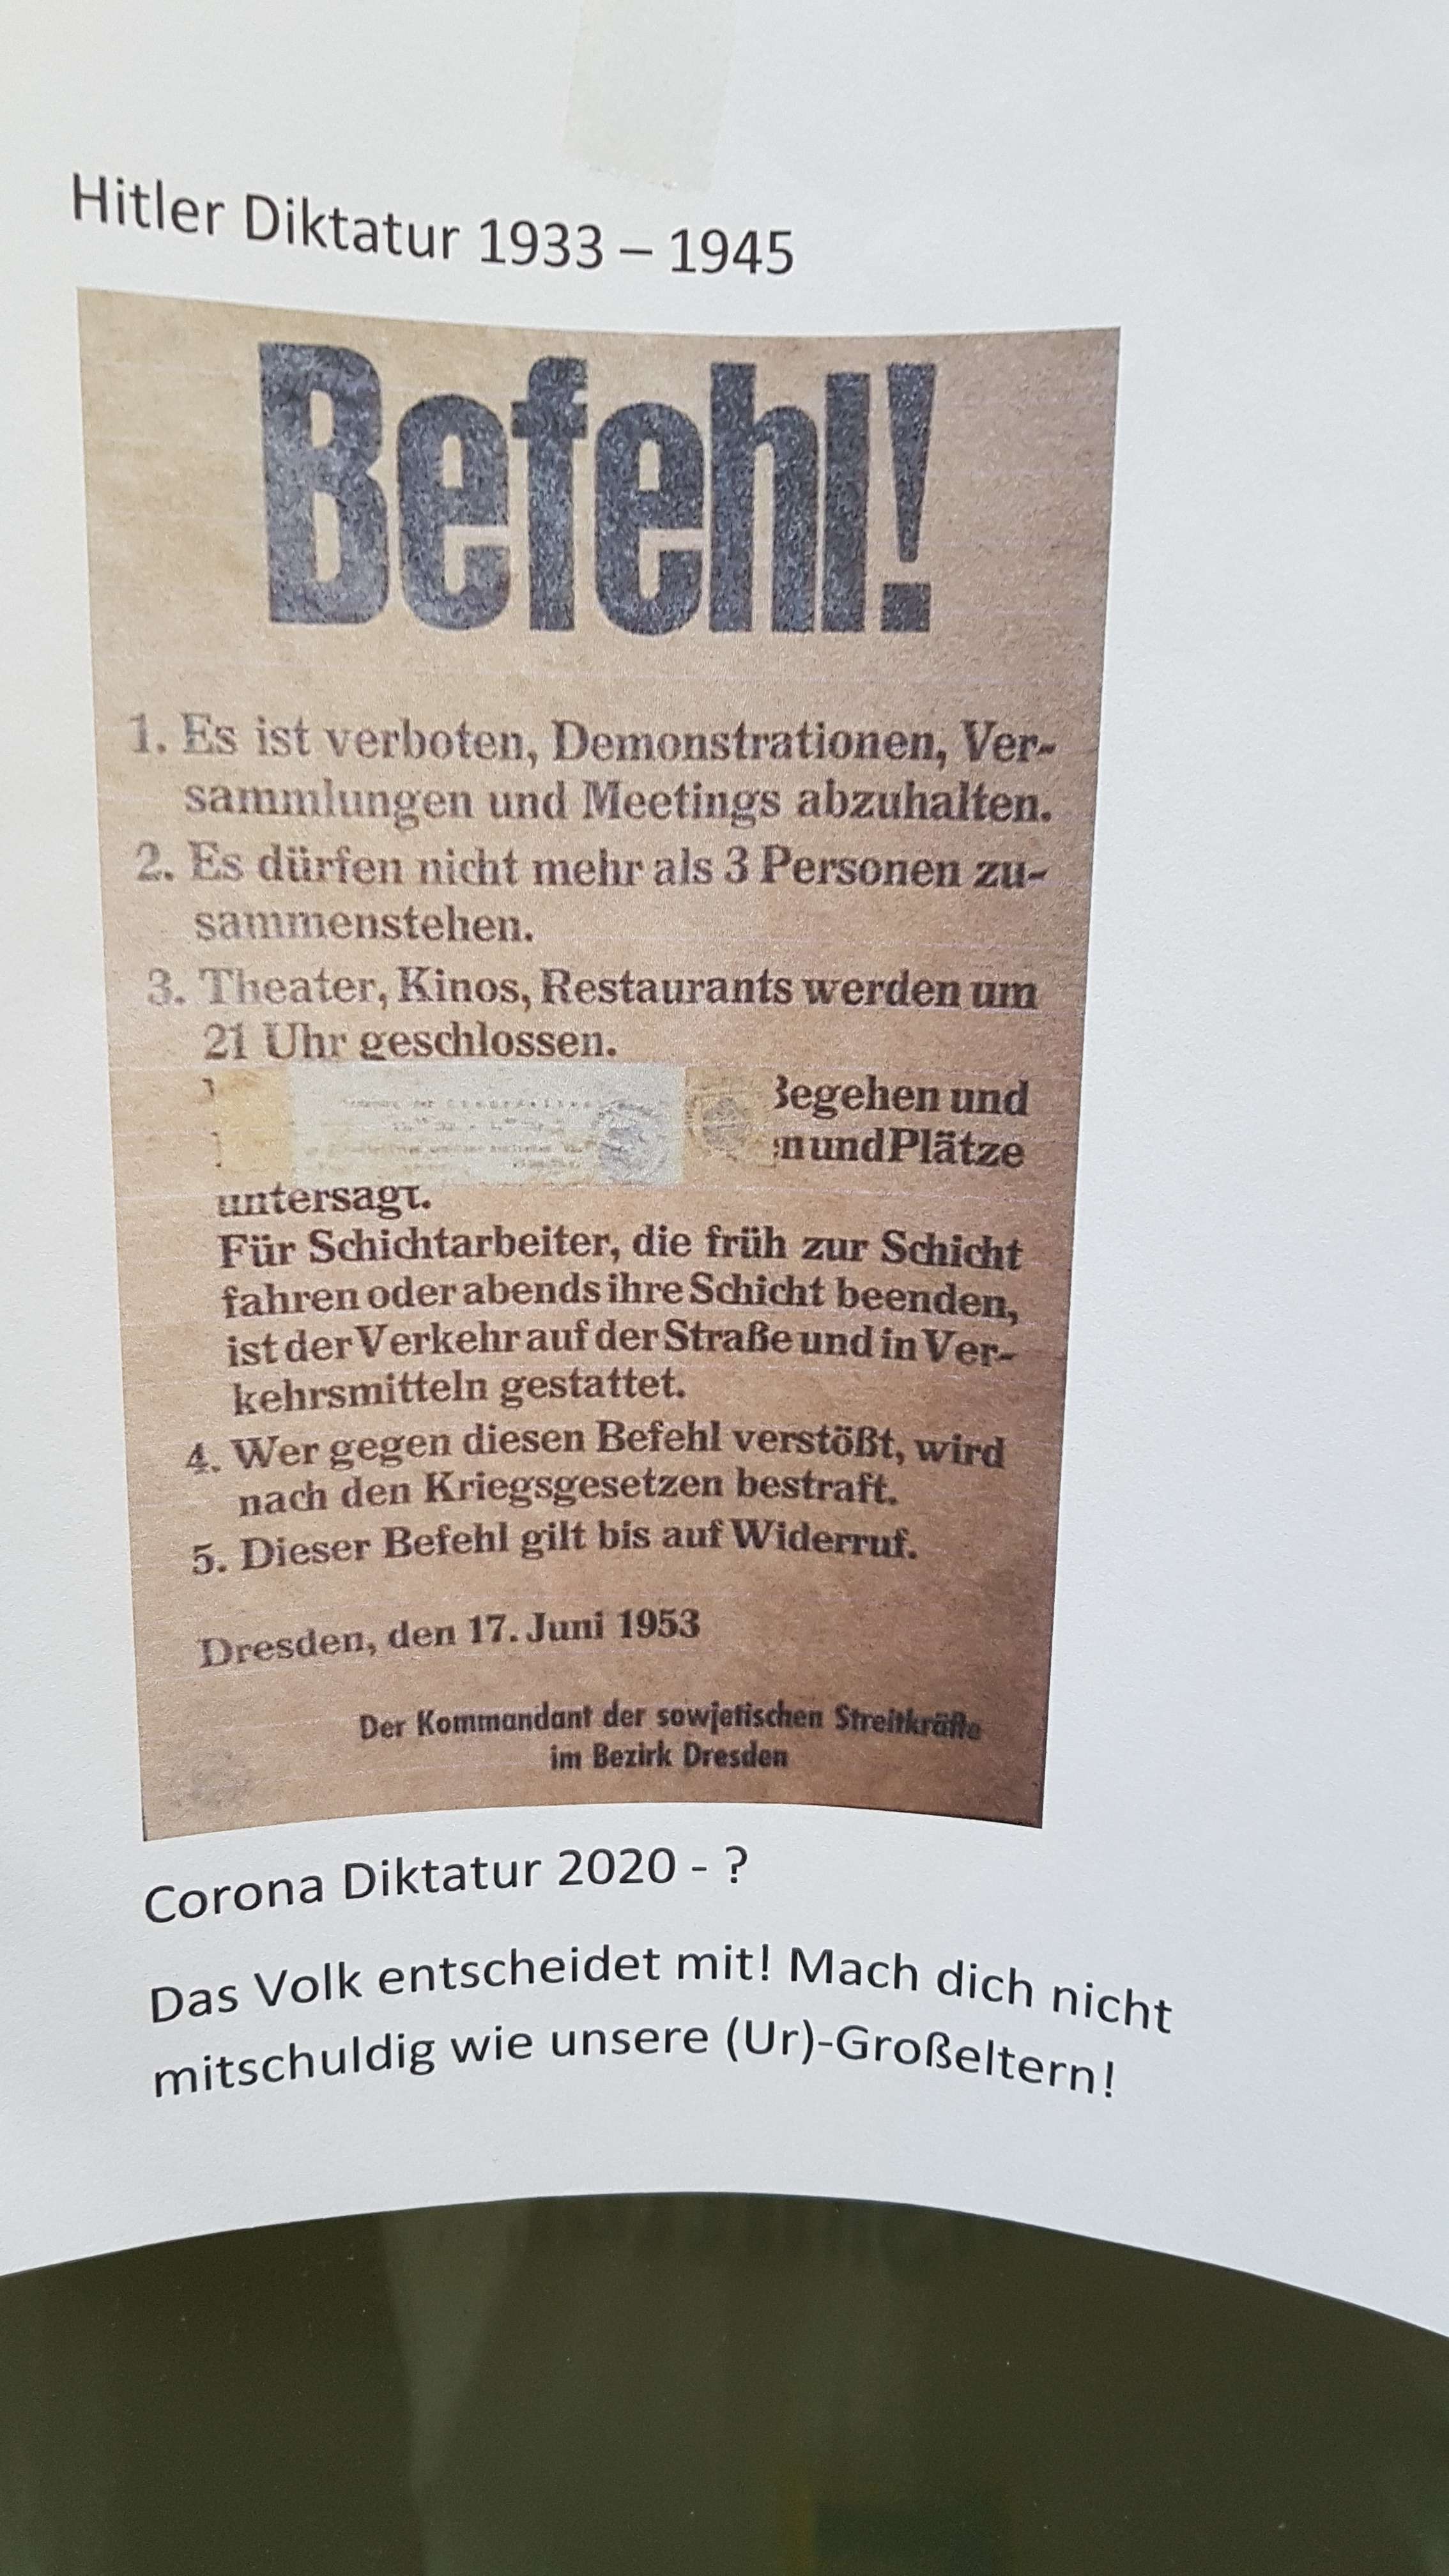 Hitler Diktatur 1933 – 1945
Befehl!
1. Es ist verboten, Demonstrationen, Ver-
sammlungen und Meetings abzuhalten.
2. Es dürfen nicht mehr als 3 Personen zu-
sammenstehen.
3. Theater, Kinos, Restaurants werden um
21 Uhr geschlossen.
und
und Plätze
untersagt.
Für Schichtarbeiter, die früh zur Schicht
fahren oder abends ihre Schicht beenden,
ist der Verkehr auf der Straße und in Ver-
kehrsmitteln gestattet.
4. Wer gegen diesen Befehl verstößt, wird
nach den Kriegsgesetzen bestraft.
5. Dieser Befehl gilt bis auf Widerruf.
Dresden, den 17. Juni 1953
Der Kommandant der sowjetischen Streitkräfte
im Bezirk Dresden
Corona Diktatur 2020 - ?
Das Volk entscheidet mit! Mach dich nicht
mitschuldig wie unsere (Ur)-Großeltern!